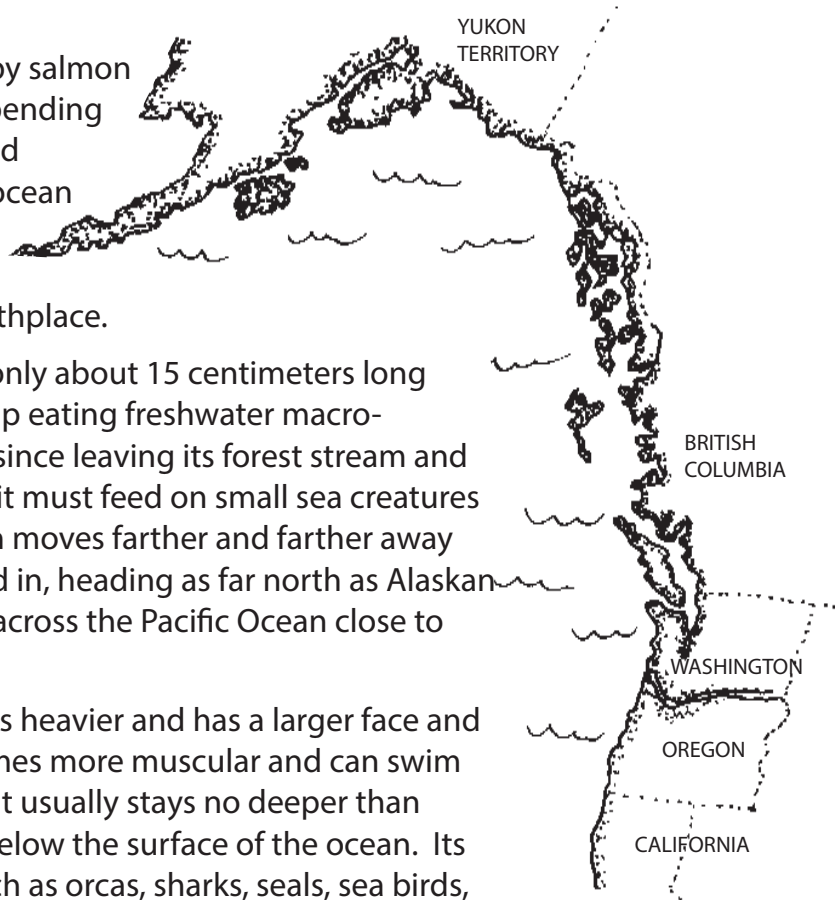 YUKON
TERRITORY
by salmon
pending
d
ocean
thplace.
only about 15 centimeters long
p eating freshwater macro-
since leaving its forest stream and
it must feed on small sea creatures
n moves farther and farther away
d in, heading as far north as Alaskan
across the Pacific Ocean close to
BRITISH
COLUMBIA
WASHINGTON
s heavier and has a larger face and
nes more muscular and can swim
t usually stays no deeper than
elow the surface of the ocean. Its
th as orcas, sharks, seals, sea birds,
OREGON
CALIFORNIA